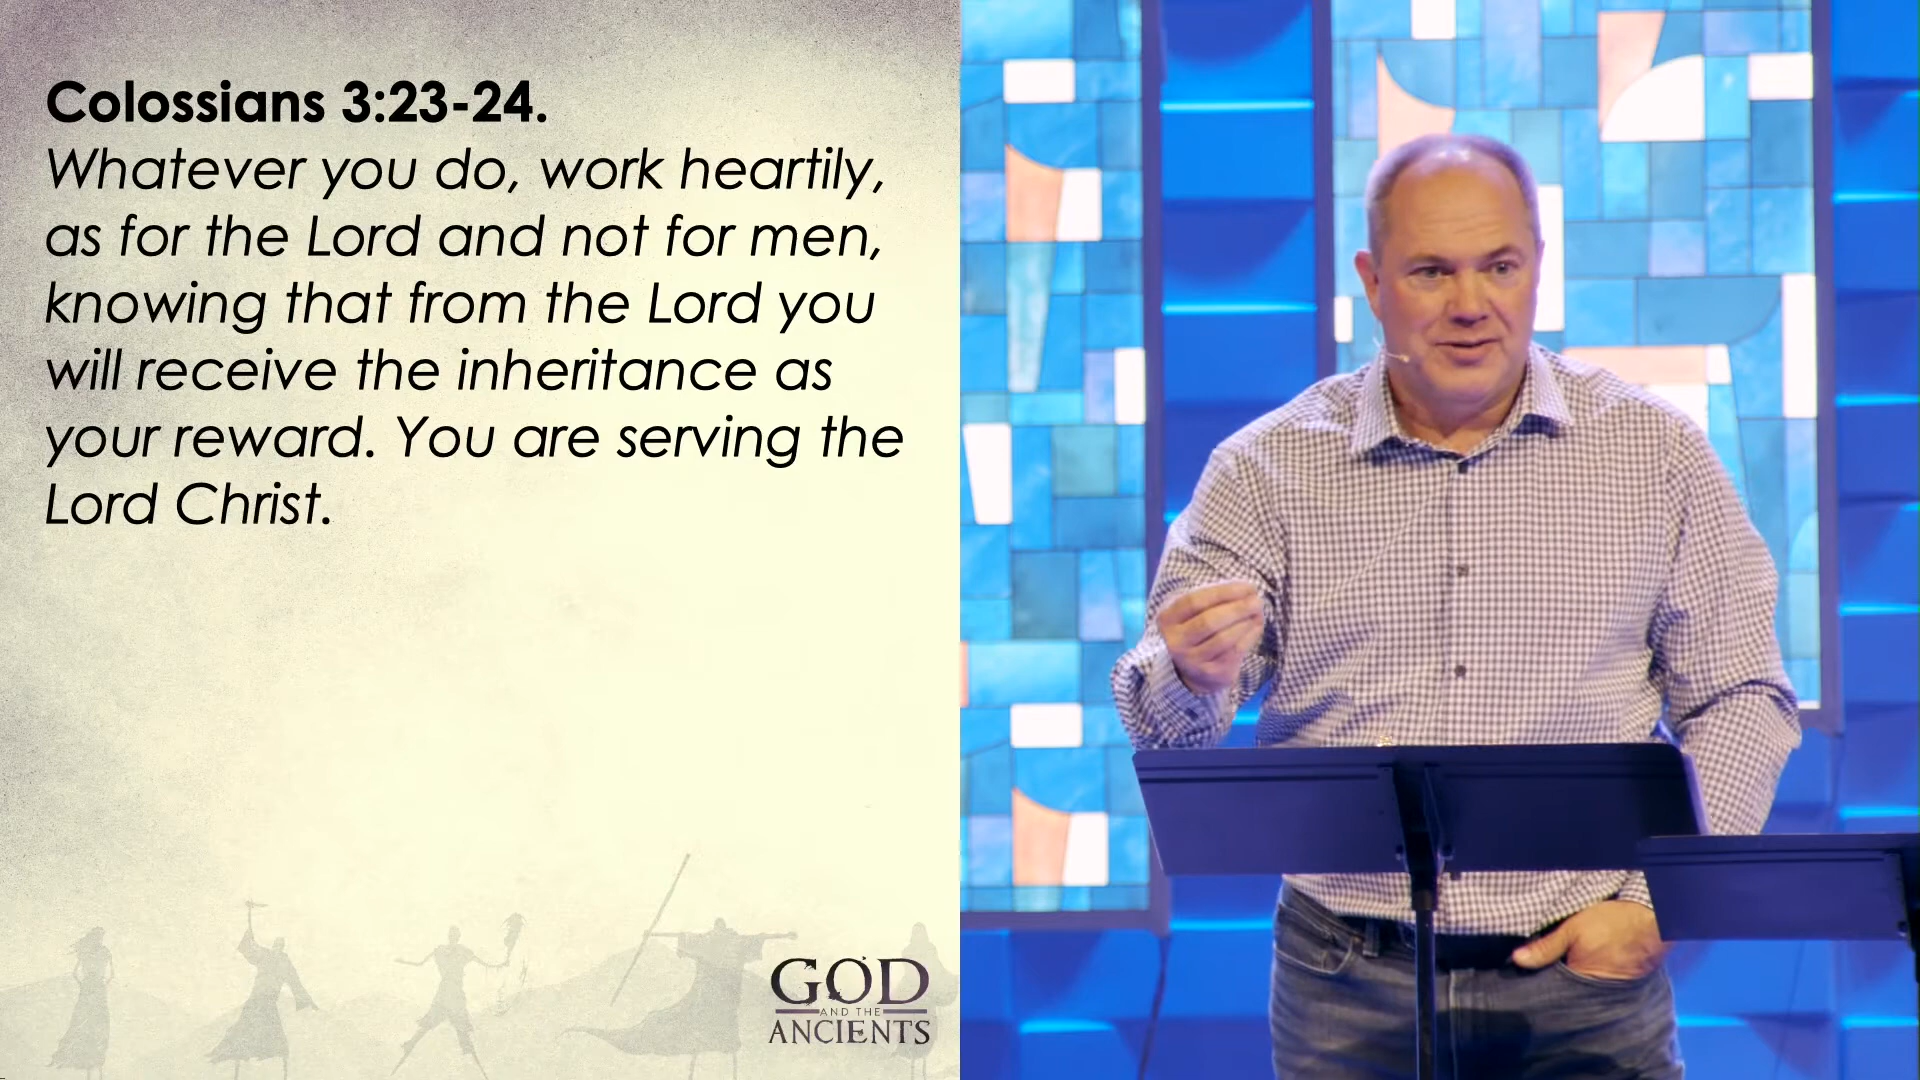 Colossians 3:23-24.
Whatever you do, work heartily,
as for the Lord and not for men,
knowing that from the Lord you
will receive the inheritance as
your reward. You are serving the
Lord Christ.
GOD
AND THE
ANCIENTS